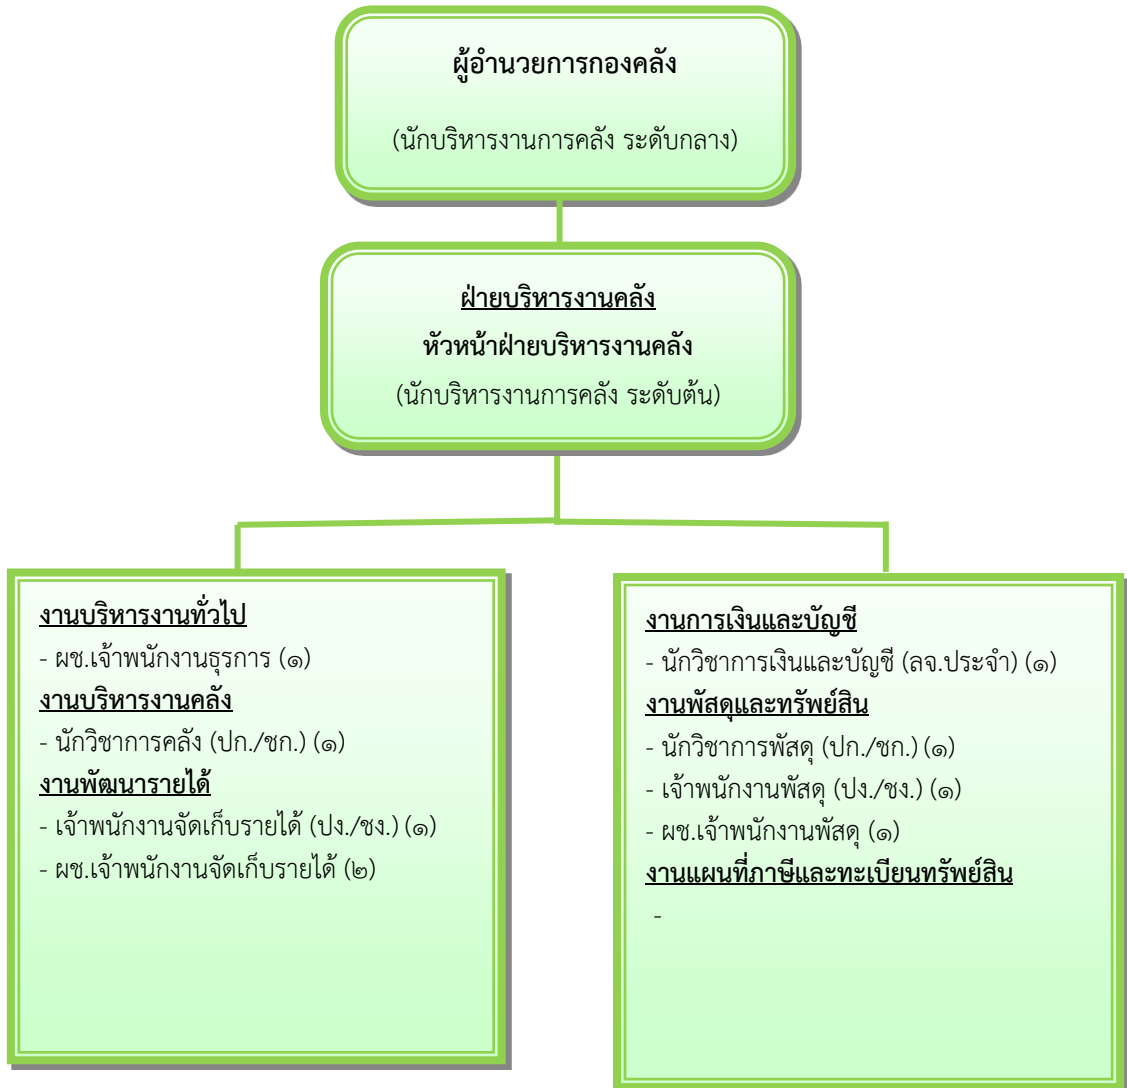 ผู้อำนวยการกองคลัง
(นักบริหารงานการคลัง ระดับกลาง)
ฝ่ายบริหารงานคลัง
หัวหน้าฝ่ายบริหารงานคลัง
(นักบริหารงานการคลัง ระดับต้น)
งานบริหารงานทั่วไป
- ผช.เจ้าพนักงานธุรการ (๑)
งานบริหารงานคลัง
- นักวิชาการคลัง (ปก./ชก.) (๑)
งานพัฒนารายได้
- เจ้าพนักงานจัดเก็บรายได้ (ปง./ชง.) (๑)
- ผช.เจ้าพนักงานจัดเก็บรายได้ (๒)
งานการเงินและบัญชี
- นักวิชาการเงินและบัญชี (ลจ.ประจำ) (๑)
งานพัสดุและทรัพย์สิน
- นักวิชาการพัสดุ (ปก./ชก.) (๑)
- เจ้าพนักงานพัสดุ (ปง./ชง.) (๑)
- ผช.เจ้าพนักงานพัสดุ (๑)
งานแผนที่ภาษีและทะเบียนทรัพย์สิน
-